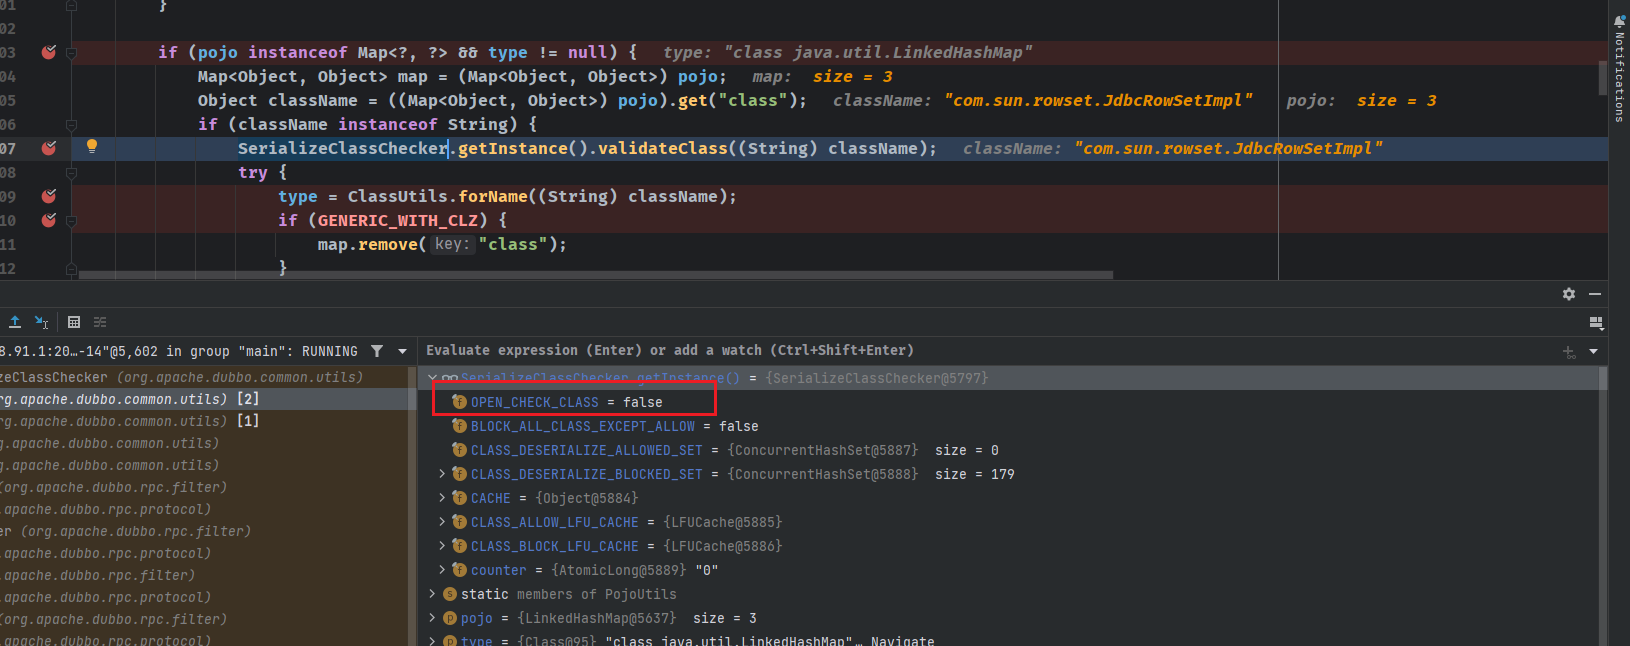 01 }
02
03 if (pojo instanceof Map<?, ?> && type != null) { type: "class java.util.LinkedHashMap"
04 Map<Object, Object> map = (Map<Object, Object>) pojo; map: size = 3
05 Object className = ((Map<Object, Object>) pojo).get("class"); className: "com.sun.rowset.JdbcRowSetImpl" pojo: size = 3
06 if (className instanceof String) {
07 SerializeClassChecker.getInstance().validateClass((String) className); className: "com.sun.rowset.JdbcRowSetImpl"
08 try {
09 type = ClassUtils.forName((String) className);
10 if (GENERIC_WITH_CLZ) {
11 map.remove( key: "class");
12 }
Notifications
8.91.1:20…-14"@5,602 in group "main": RUNNING
zeClassChecker (org.apache.dubbo.common.utils)
rg.apache.dubbo.common.utils) [2]
rg.apache.dubbo.common.utils) [1]
g.apache.dubbo.common.utils)
g.apache.dubbo.common.utils)
(org.apache.dubbo.rpc.filter)
.apache.dubbo.rpc.protocol)
er (org.apache.dubbo.rpc.filter)
.apache.dubbo.rpc.protocol)
.apache.dubbo.rpc.filter)
.apache.dubbo.rpc.protocol)
(org.apache.dubbo.rpc.filter)
.apache.dubbo.rpc.protocol)
Evaluate expression (Enter) or add a watch (Ctrl+Shift+Enter)
SerializeClassChecker.getInstance() = {SerializeClassChecker@5797}
OPEN_CHECK_CLASS = false
BLOCK_ALL_CLASS_EXCEPT_ALLOW = false
CLASS_DESERIALIZE_ALLOWED_SET = {ConcurrentHashSet@5887} size = 0
CLASS_DESERIALIZE_BLOCKED_SET = {ConcurrentHashSet@5888} size = 179
CACHE = {Object@5884}
CLASS_ALLOW_LFU_CACHE = {LFUCache@5885}
CLASS_BLOCK_LFU_CACHE = {LFUCache@5886}
counter = {AtomicLong@5889} "0"
static members of PojoUtils
pojo = {LinkedHashMap@5637} size = 3
type = {Class@95} "class java.util.LinkedHashMap"… Navigate